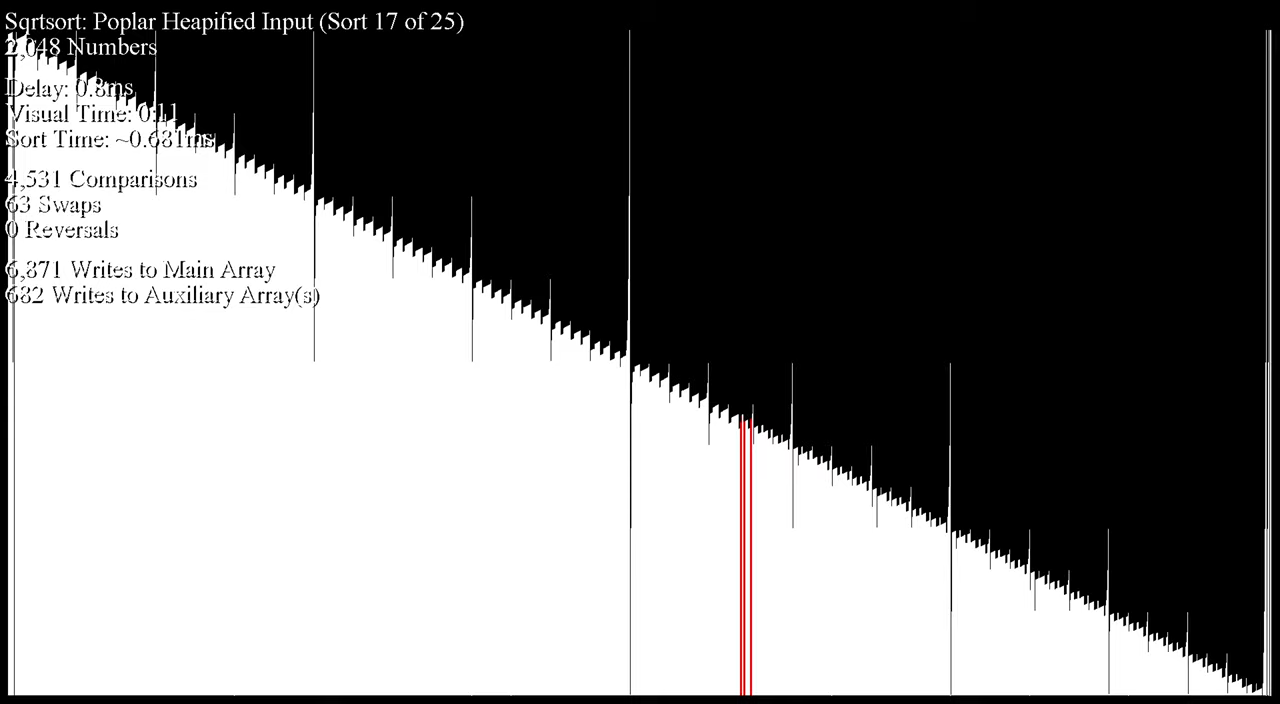 Sqrtsort: Poplar Heapified Input (Sort 17 of 25)
2,048 Numbers
Delay: 0.8ms
Visual Time: 0:11
Sort Time: ~0.681ms
4,531 Comparisons
63 Swaps
0 Reversals
6,871 Writes to Main Array
682 Writes to Auxiliary Array(s)